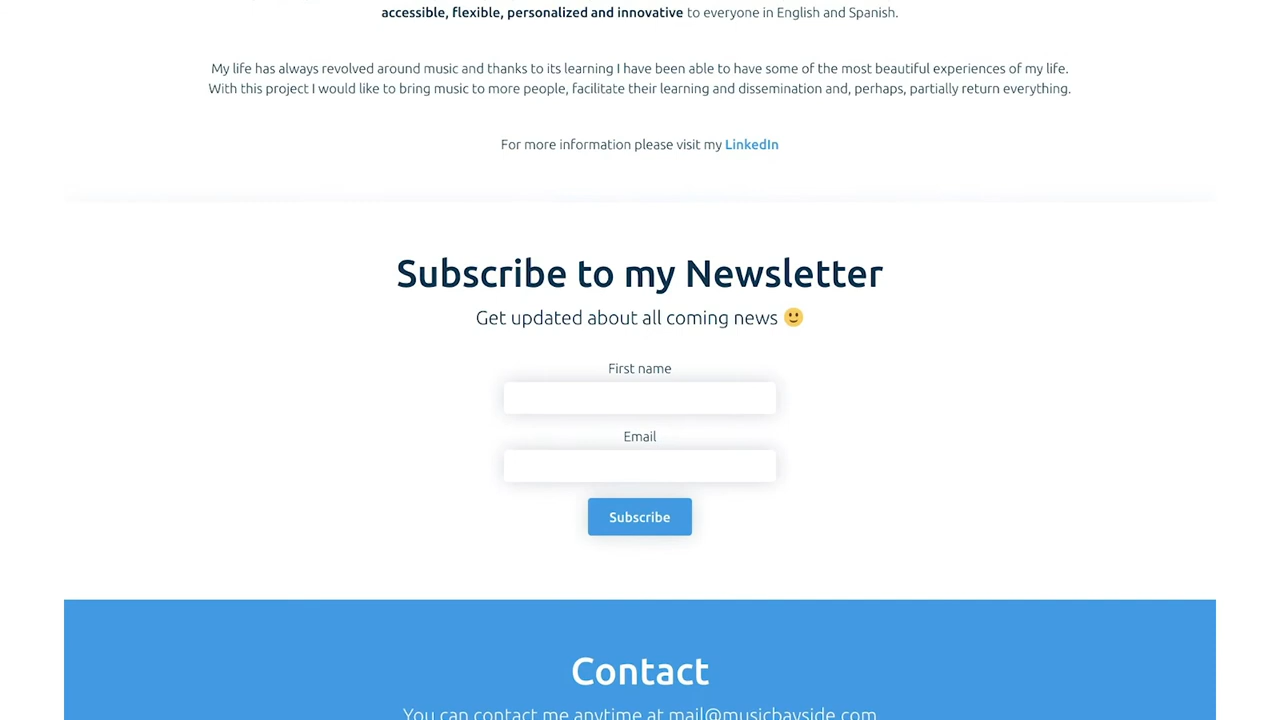 accessible, flexible, personalized and innovative to everyone in English and Spanish.
My life has always revolved around music and thanks to its learning I have been able to have some of the most beautiful experiences of my life.
With this project I would like to bring music to more people, facilitate their learning and dissemination and, perhaps, partially return everything.
For more information please visit my LinkedIn
Subscribe to my Newsletter
Get updated about all coming news 🙂
First name
Email
Subscribe
Contact
You can contact me anytime at mail@musicbayside.com